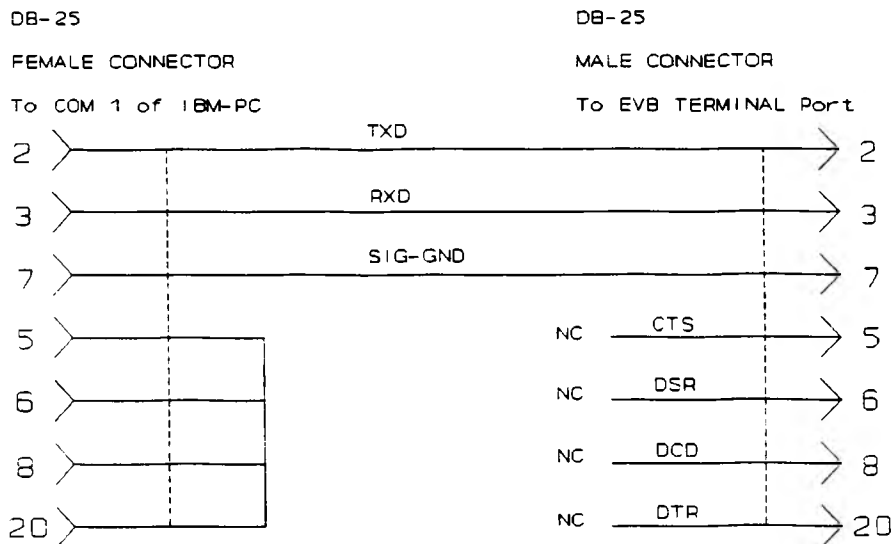 DB-25 DB-25
FEMALE CONNECTOR MALE CONNECTOR
To COM 1 of IBM-PC To EVB TERMINAL Port
2 TXD 2
3 RXD 3
7 SIG-GND 7
5 NC CTS 5
6 NC DSR 6
8 NC DCD 8
20 NC DTR 20